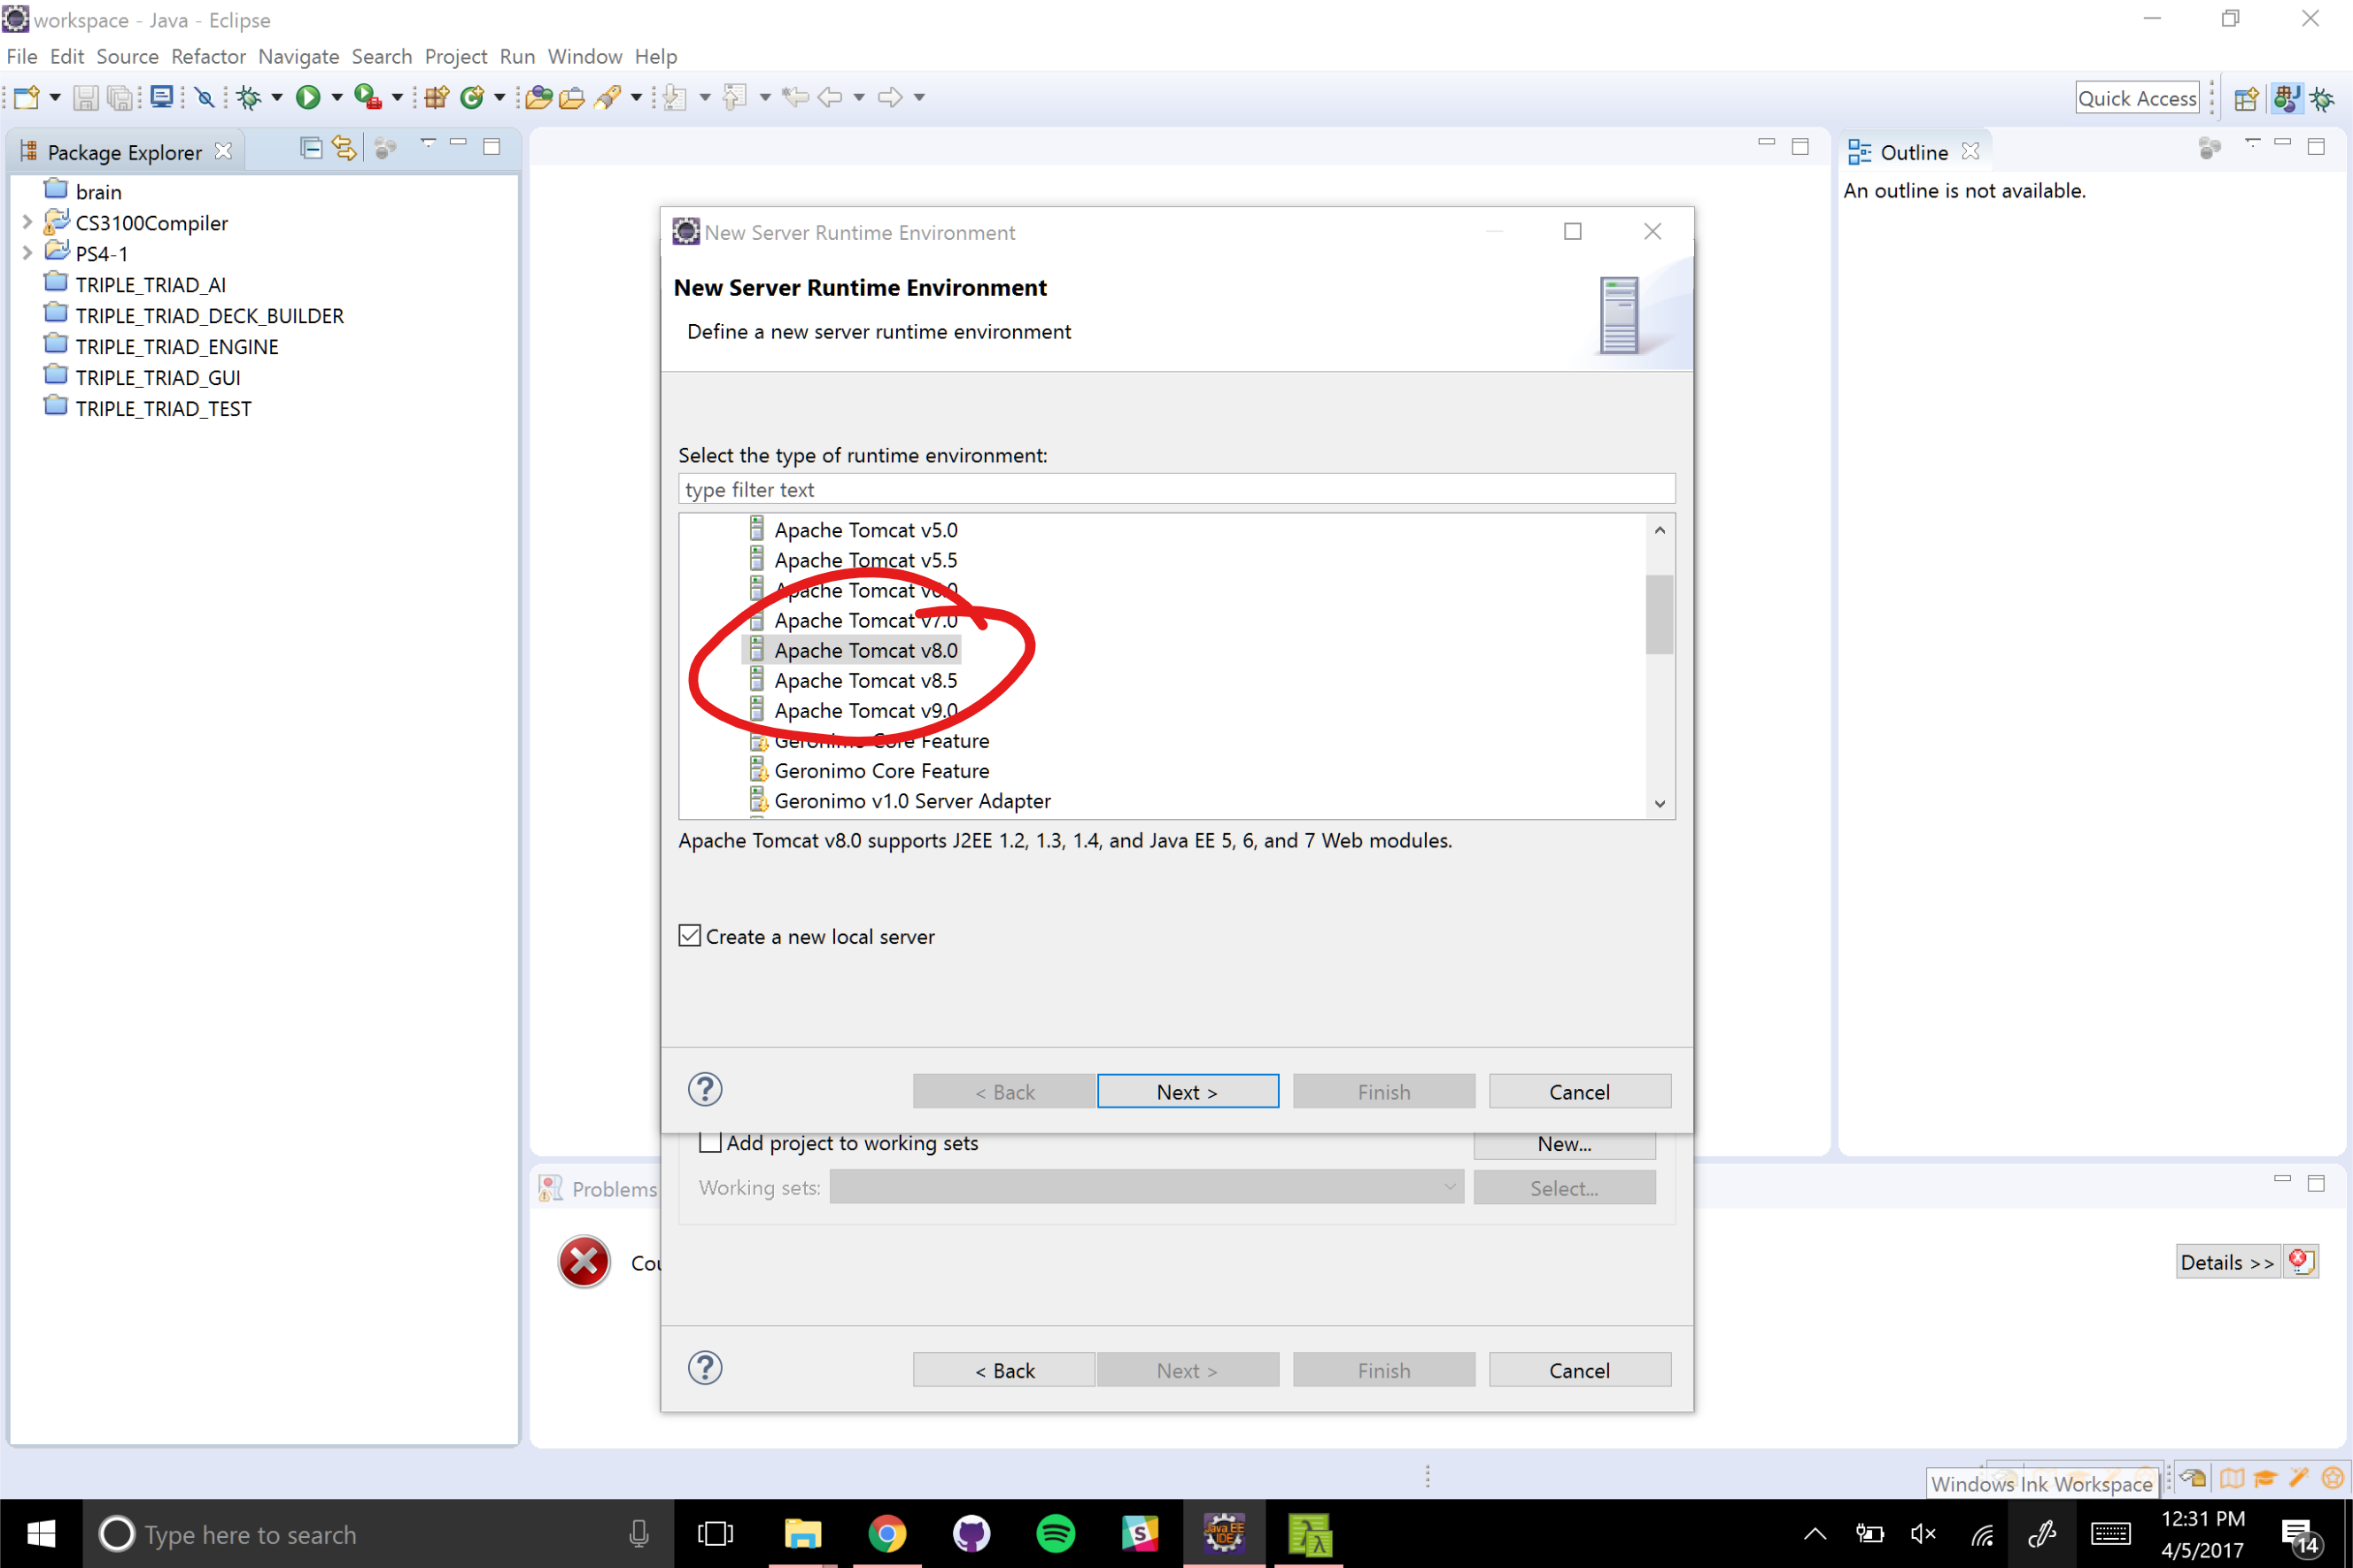 workspace - Java - Eclipse
File Edit Source Refactor Navigate Search Project Run Window Help
Quick Access
Package Explorer
brain
CS3100Compiler
PS4-1
TRIPLE_TRIAD_AI
TRIPLE_TRIAD_DECK_BUILDER
TRIPLE_TRIAD_ENGINE
TRIPLE_TRIAD_GUI
TRIPLE_TRIAD_TEST
Outline
An outline is not available.
New Server Runtime Environment
New Server Runtime Environment
Define a new server runtime environment
Select the type of runtime environment:
type filter text
Apache Tomcat v5.0
Apache Tomcat v5.5
Apache Tomcat v6.0
Apache Tomcat v7.0
Apache Tomcat v8.0
Apache Tomcat v8.5
Apache Tomcat v9.0
Geronimo Core Feature
Geronimo Core Feature
Geronimo v1.0 Server Adapter
Apache Tomcat v8.0 supports J2EE 1.2, 1.3, 1.4, and Java EE 5, 6, and 7 Web modules.
Create a new local server
< Back Next > Finish Cancel
Add project to working sets New...
Working sets: Select...
Problems
Cou
Details >>
< Back Next > Finish Cancel
Windows Ink Workspace
Type here to search
Java EE
IDE
12:31 PM
4/5/2017
14